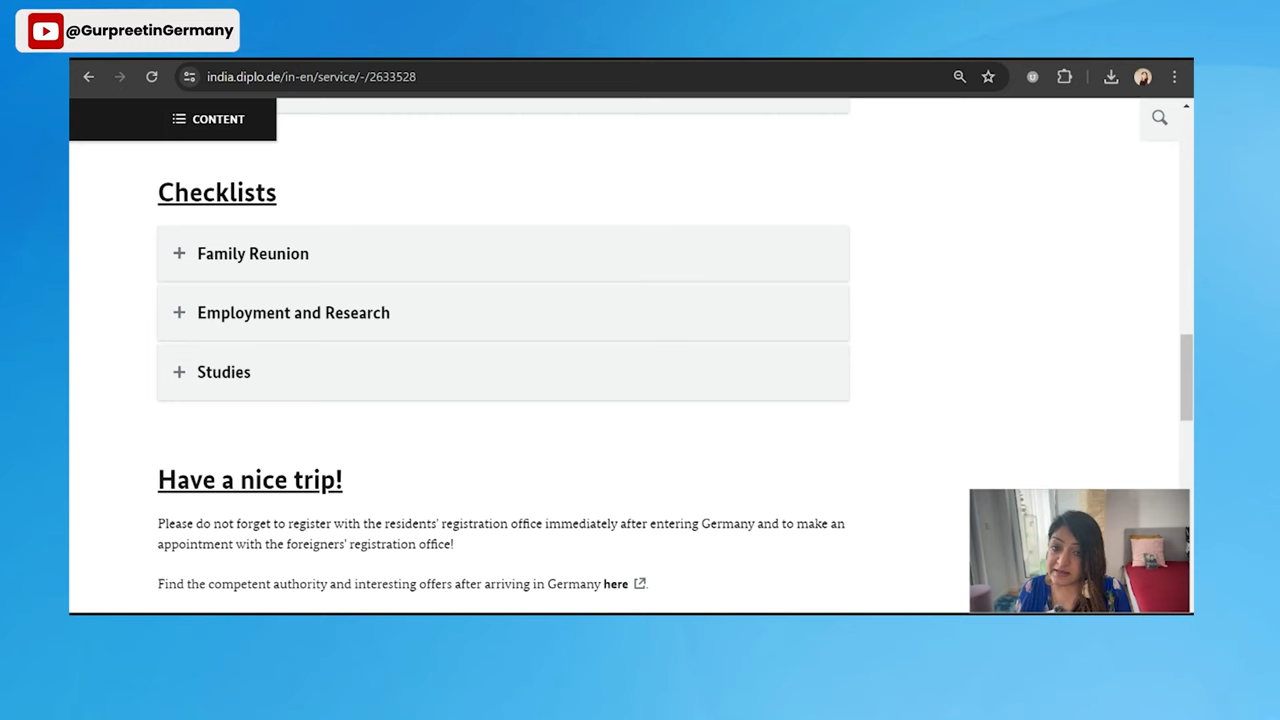 @GurpreetinGermany
india.diplo.de/in-en/service/-/2633528
CONTENT
Checklists
Family Reunion
Employment and Research
Studies
Have a nice trip!
Please do not forget to register with the residents' registration office immediately after entering Germany and to make an
appointment with the foreigners' registration office!
Find the competent authority and interesting offers after arriving in Germany here.